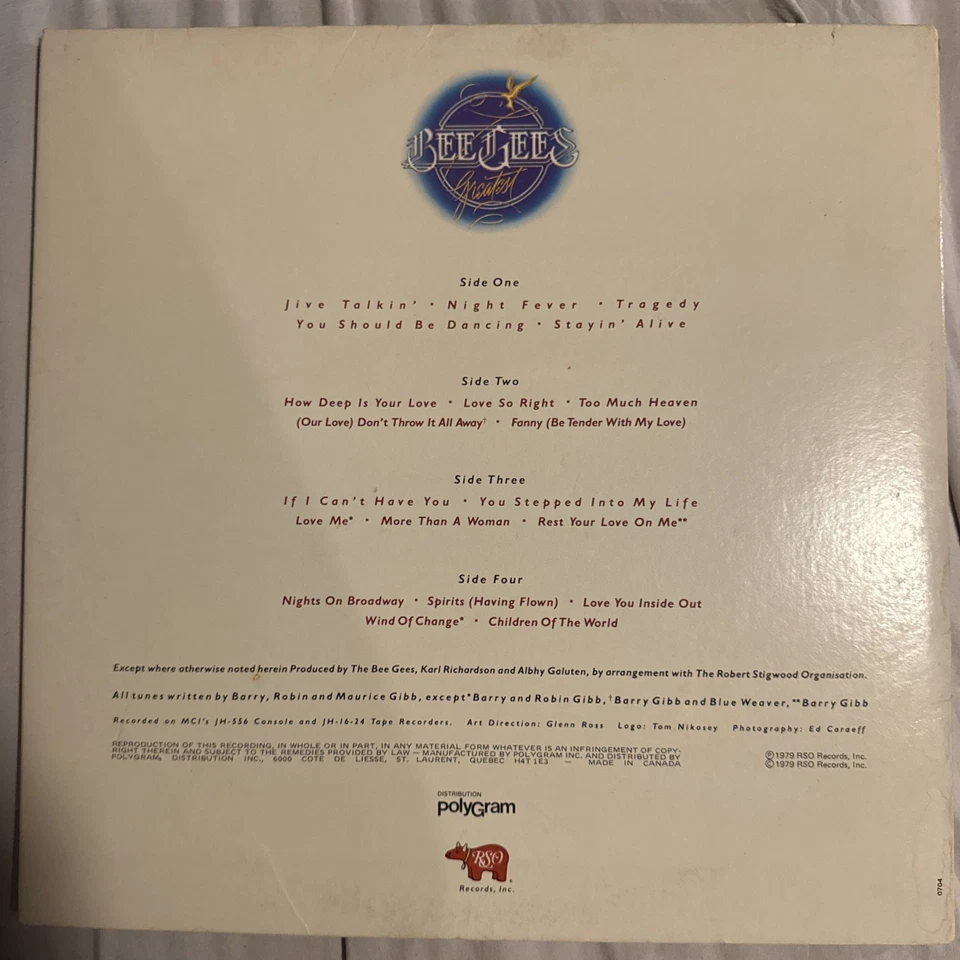 BEE GEES
Greatest
Side One
Jive Talkin' • Night Fever • Tragedy
You Should Be Dancing • Stayin' Alive
Side Two
How Deep Is Your Love • Love So Right • Too Much Heaven
(Our Love) Don't Throw It All Away† • Fanny (Be Tender With My Love)
Side Three
If I Can't Have You • You Stepped Into My Life
Love Me* • More Than A Woman • Rest Your Love On Me**
Side Four
Nights On Broadway • Spirits (Having Flown) • Love You Inside Out
Wind Of Change* • Children Of The World
Except where otherwise noted herein Produced by The Bee Gees, Karl Richardson and Albhy Galuten, by arrangement with The Robert Stigwood Organisation.
All tunes written by Barry, Robin and Maurice Gibb, except *Barry and Robin Gibb, †Barry Gibb and Blue Weaver, **Barry Gibb
Recorded on MCI's JH-556 Console and JH-16-24 Tape Recorders. Art Direction: Glenn Ross Logo: Tom Nikosey Photography: Ed Caraeff
REPRODUCTION OF THIS RECORDING, IN WHOLE OR IN PART, IN ANY MATERIAL FORM WHATEVER IS AN INFRINGEMENT OF COPY-
RIGHT THEREIN AND SUBJECT TO THE REMEDIES PROVIDED BY LAW — MANUFACTURED BY POLYGRAM INC. AND DISTRIBUTED BY
POLYGRAM, DISTRIBUTION INC., 6000 COTE DE LIESSE, ST. LAURENT, QUEBEC H4T 1E3 — MADE IN CANADA
℗1979 RSO Records, Inc.
©1979 RSO Records, Inc.
DISTRIBUTION
polyGram
RSO
Records, Inc.
0704